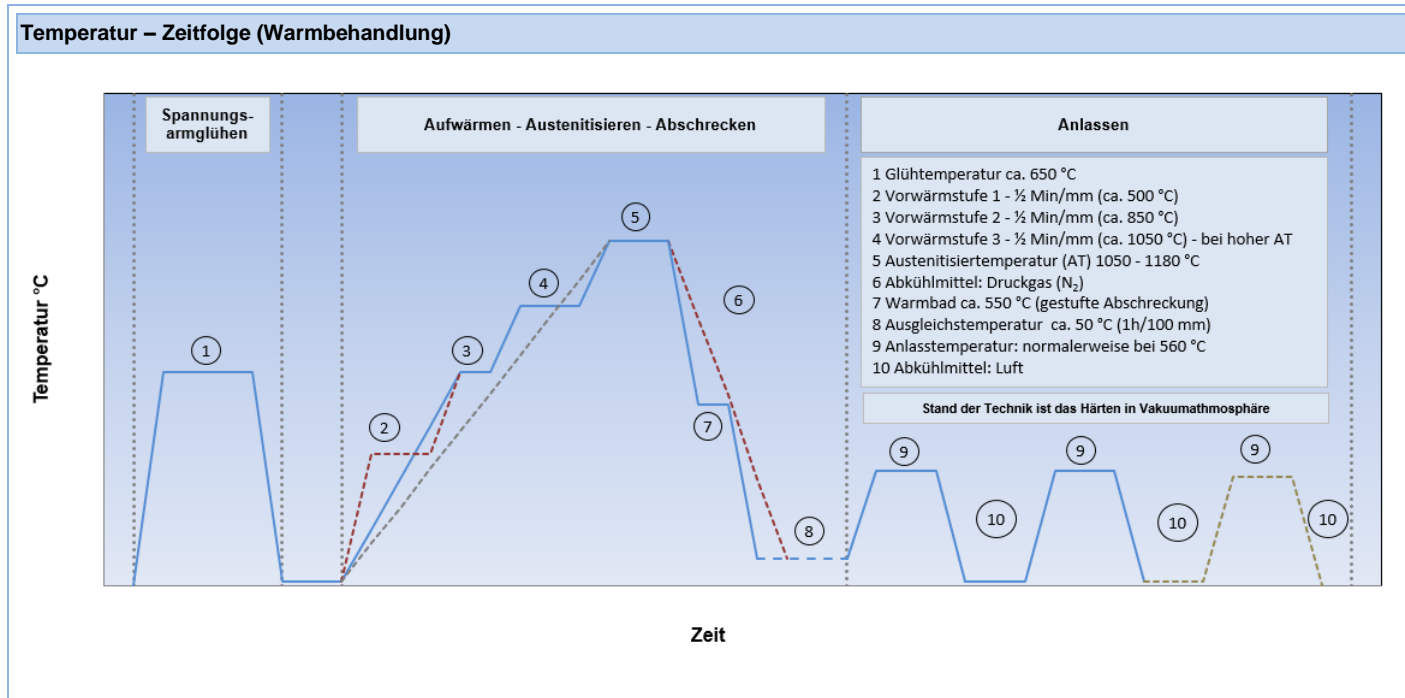 Temperatur – Zeitfolge (Warmbehandlung)
Spannungs-
armglühen
Aufwärmen - Austenitisieren - Abschrecken
Anlassen
1 Glühtemperatur ca. 650 °C
2 Vorwärmstufe 1 - ½ Min/mm (ca. 500 °C)
3 Vorwärmstufe 2 - ½ Min/mm (ca. 850 °C)
4 Vorwärmstufe 3 - ½ Min/mm (ca. 1050 °C) - bei hoher AT
5 Austenitisiertemperatur (AT) 1050 - 1180 °C
6 Abkühlmittel: Druckgas (N₂)
7 Warmbad ca. 550 °C (gestufte Abschreckung)
8 Ausgleichstemperatur ca. 50 °C (1h/100 mm)
9 Anlasstemperatur: normalerweise bei 560 °C
10 Abkühlmittel: Luft
Stand der Technik ist das Härten in Vakuumathmosphäre
Temperatur °C
1
2
3
4
5
6
7
8
9
10
9
10
9
10
Zeit